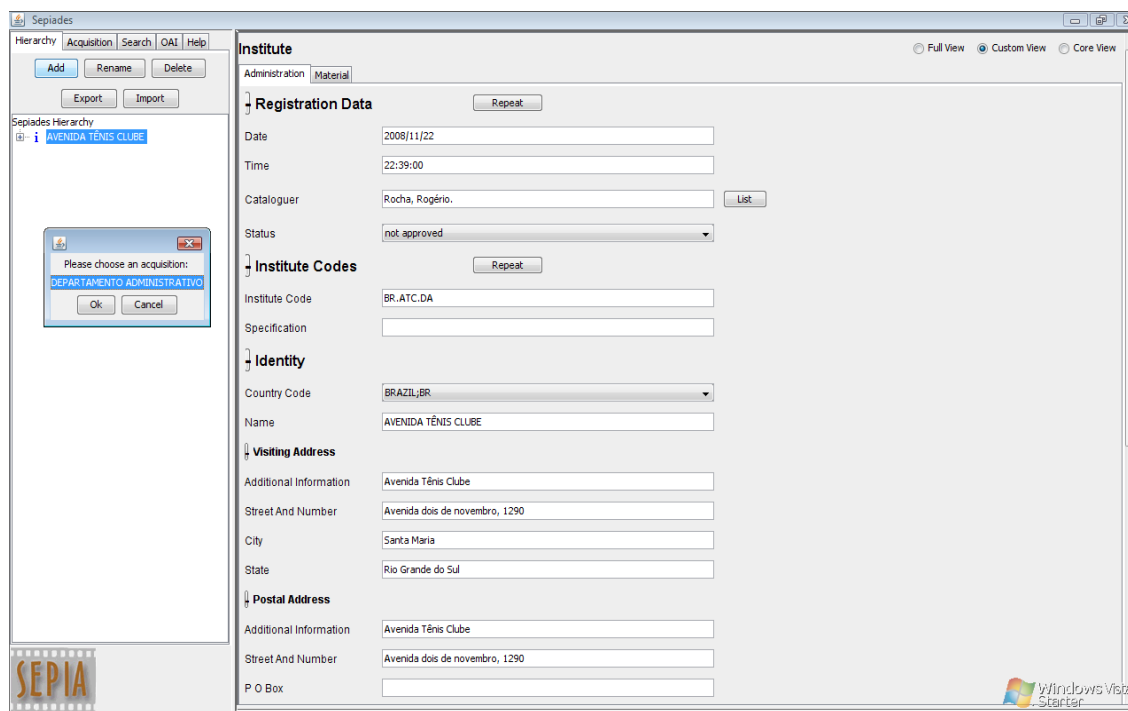 Sepiades
Hierarchy Acquisition Search OAI Help
Add Rename Delete
Export Import
Sepiades Hierarchy
i AVENIDA TÊNIS CLUBE
Please choose an acquisition:
DEPARTAMENTO ADMINISTRATIVO
Ok Cancel
SEPIA
Institute
Full View Custom View Core View
Administration Material
Registration Data Repeat
Date 2008/11/22
Time 22:39:00
Cataloguer Rocha, Rogério. List
Status not approved
Institute Codes Repeat
Institute Code BR.ATC.DA
Specification
Identity
Country Code BRAZIL;BR
Name AVENIDA TÊNIS CLUBE
Visiting Address
Additional Information Avenida Tênis Clube
Street And Number Avenida dois de novembro, 1290
City Santa Maria
State Rio Grande do Sul
Postal Address
Additional Information Avenida Tênis Clube
Street And Number Avenida dois de novembro, 1290
P O Box
Windows Vista
Starter